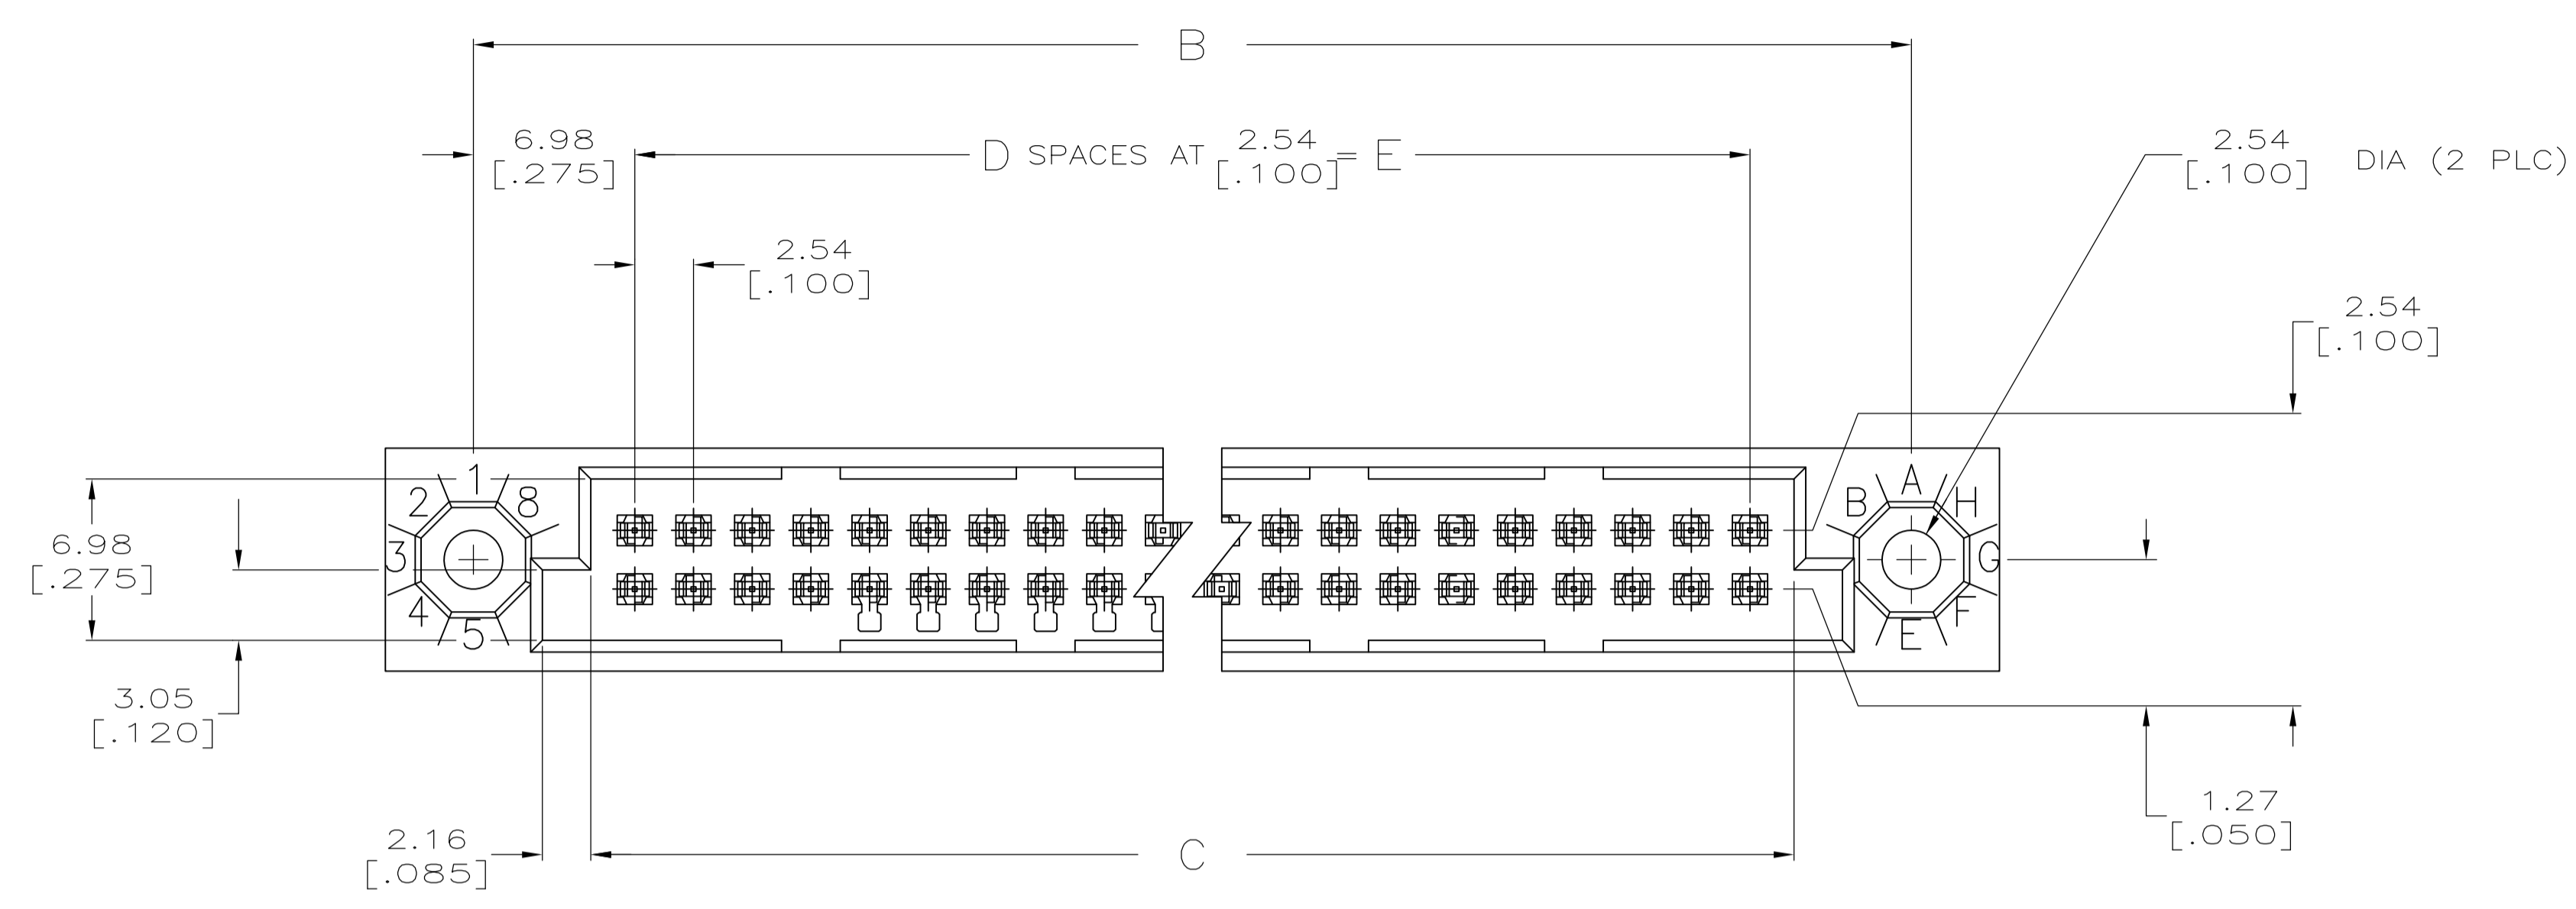 B
6.98
[.275]
D SPACES AT 2.54 [.100] = E
2.54
[.100]
DIA (2 PLC)
2.54
[.100]
2.54
[.100]
1
2
8
3
4
5
A
B
H
G
F
E
6.98
[.275]
3.05
[.120]
2.16
[.085]
C
1.27
[.050]